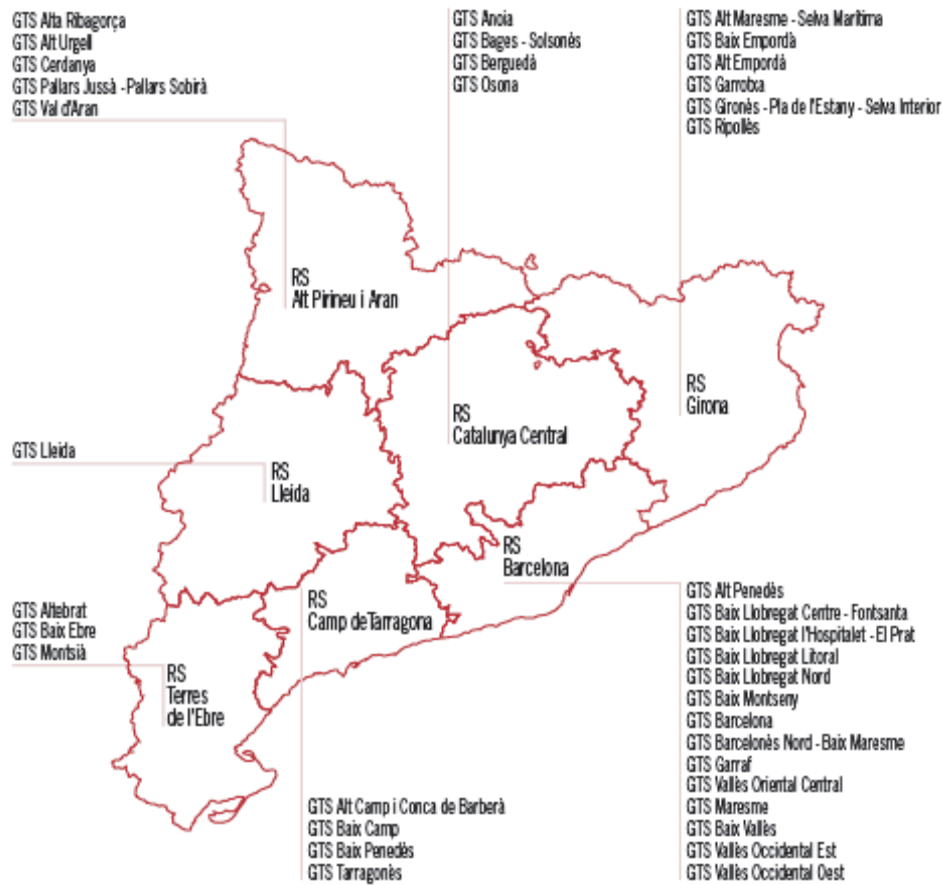 GTS Alta Ribagorça
GTS Alt Urgell
GTS Cerdanya
GTS Pallars Jussà - Pallars Sobirà
GTS Val d'Aran
GTS Anoia
GTS Bages - Solsonès
GTS Berguedà
GTS Osona
GTS Alt Maresme - Selva Marítima
GTS Baix Empordà
GTS Alt Empordà
GTS Garrotxa
GTS Gironès - Pla de l'Estany - Selva Interior
GTS Ripollès
RS
Alt Pirineu i Aran
RS
Girona
RS
Catalunya Central
GTS Lleida
RS
Lleida
RS
Barcelona
RS
Camp de Tarragona
GTS Altebrat
GTS Baix Ebre
GTS Montsià
RS
Terres
de l'Ebre
GTS Alt Penedès
GTS Baix Llobregat Centre - Fontsanta
GTS Baix Llobregat l'Hospitalet - El Prat
GTS Baix Llobregat Litoral
GTS Baix Llobregat Nord
GTS Baix Montseny
GTS Barcelona
GTS Barcelonès Nord - Baix Maresme
GTS Garraf
GTS Vallès Oriental Central
GTS Maresme
GTS Baix Vallès
GTS Vallès Occidental Est
GTS Vallès Occidental Oest
GTS Alt Camp i Conca de Barberà
GTS Baix Camp
GTS Baix Penedès
GTS Tarragonès